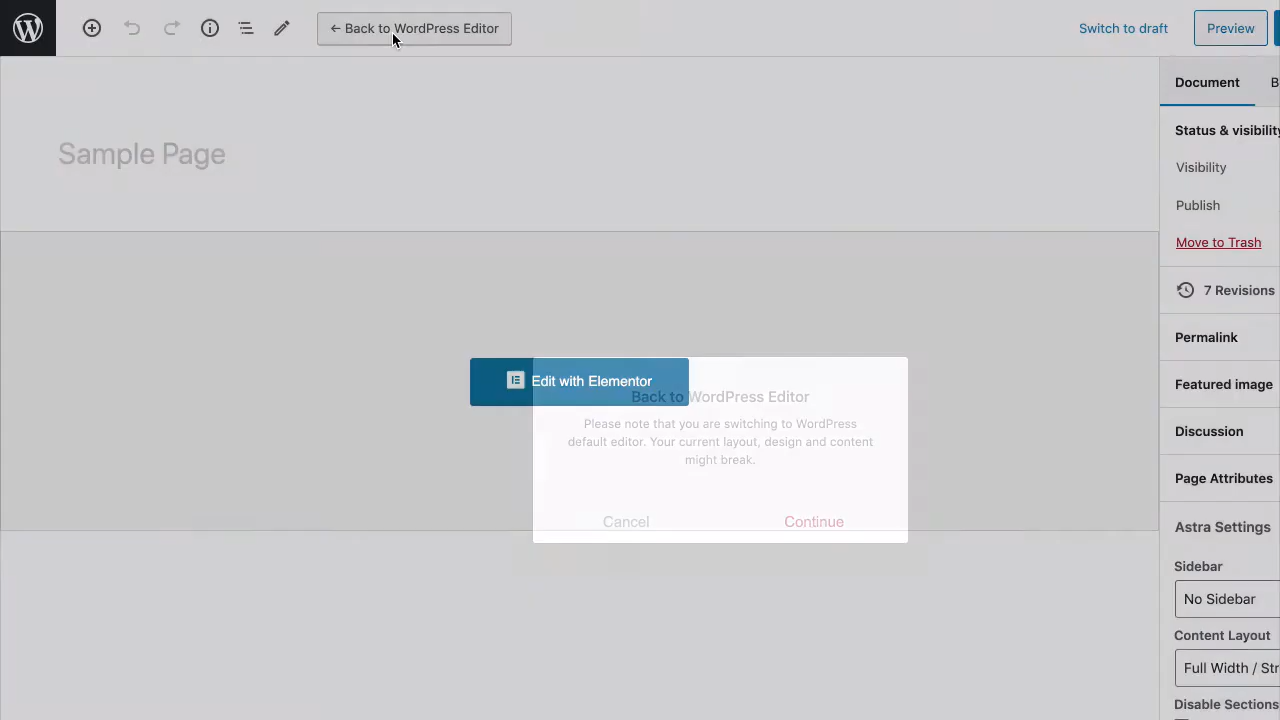 ← Back to WordPress Editor
Switch to draft
Preview
Document
B
Status & visibility
Sample Page
Visibility
Publish
Move to Trash
7 Revisions
Permalink
Edit with Elementor
Featured image
Back to WordPress Editor
Please note that you are switching to WordPress
default editor. Your current layout, design and content
might break.
Discussion
Page Attributes
Cancel
Continue
Astra Settings
Sidebar
No Sidebar
Content Layout
Full Width / Str
Disable Sections